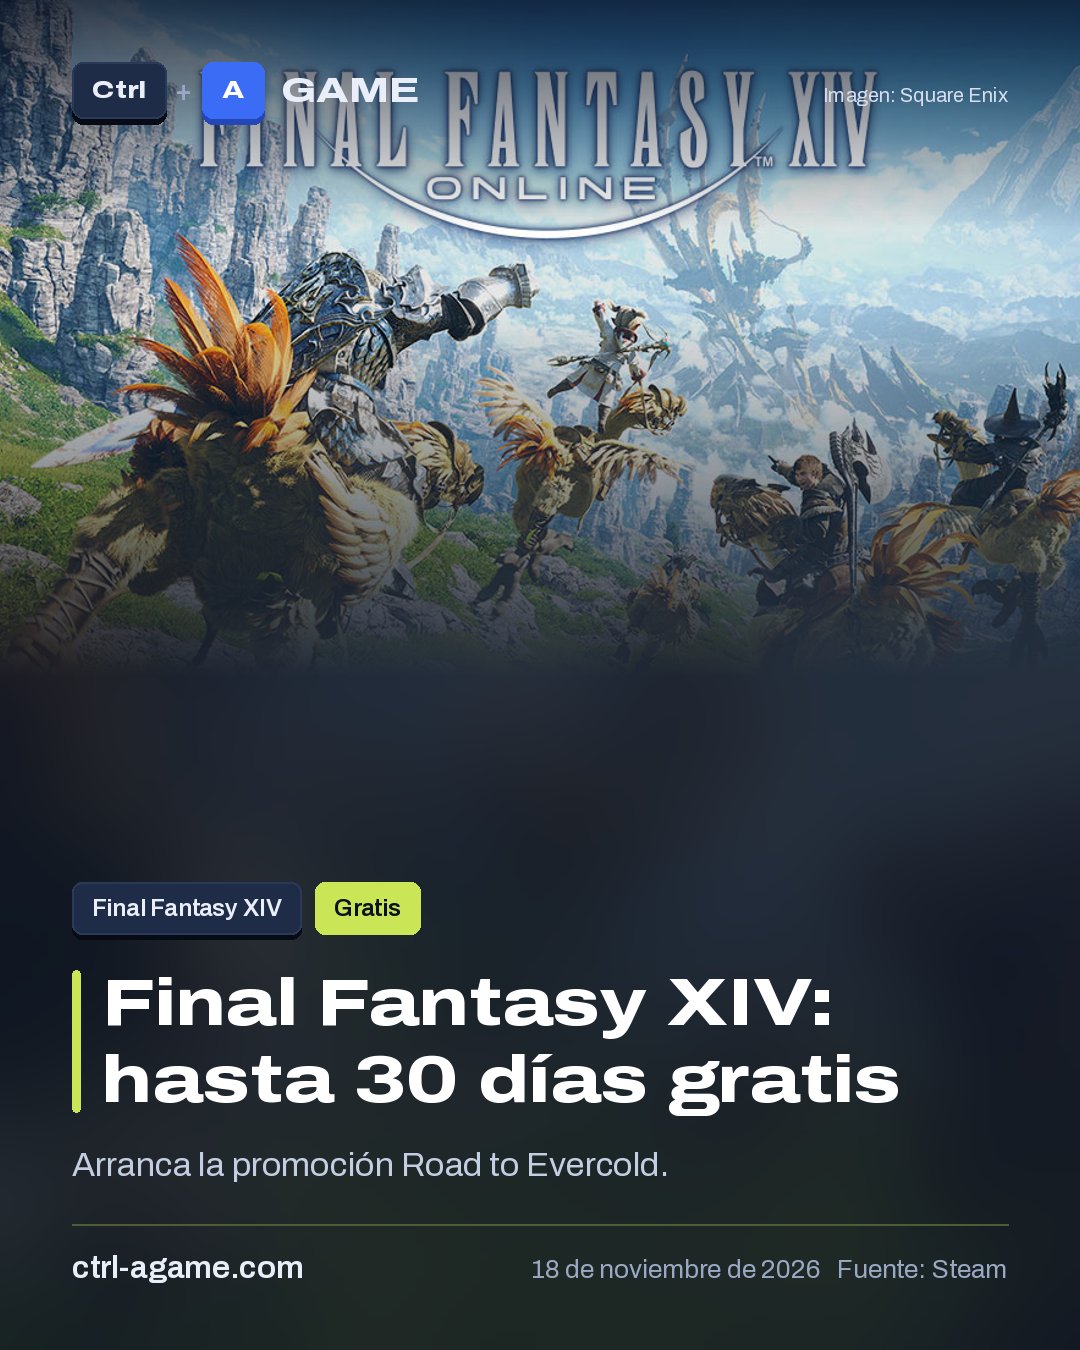 Ctrl + A GAME
Imagen: Square Enix
FINAL FANTASY XIV
™
ONLINE
Final Fantasy XIV
Gratis
Final Fantasy XIV:
hasta 30 días gratis
Arranca la promoción Road to Evercold.
ctrl-agame.com
18 de noviembre de 2026 Fuente: Steam